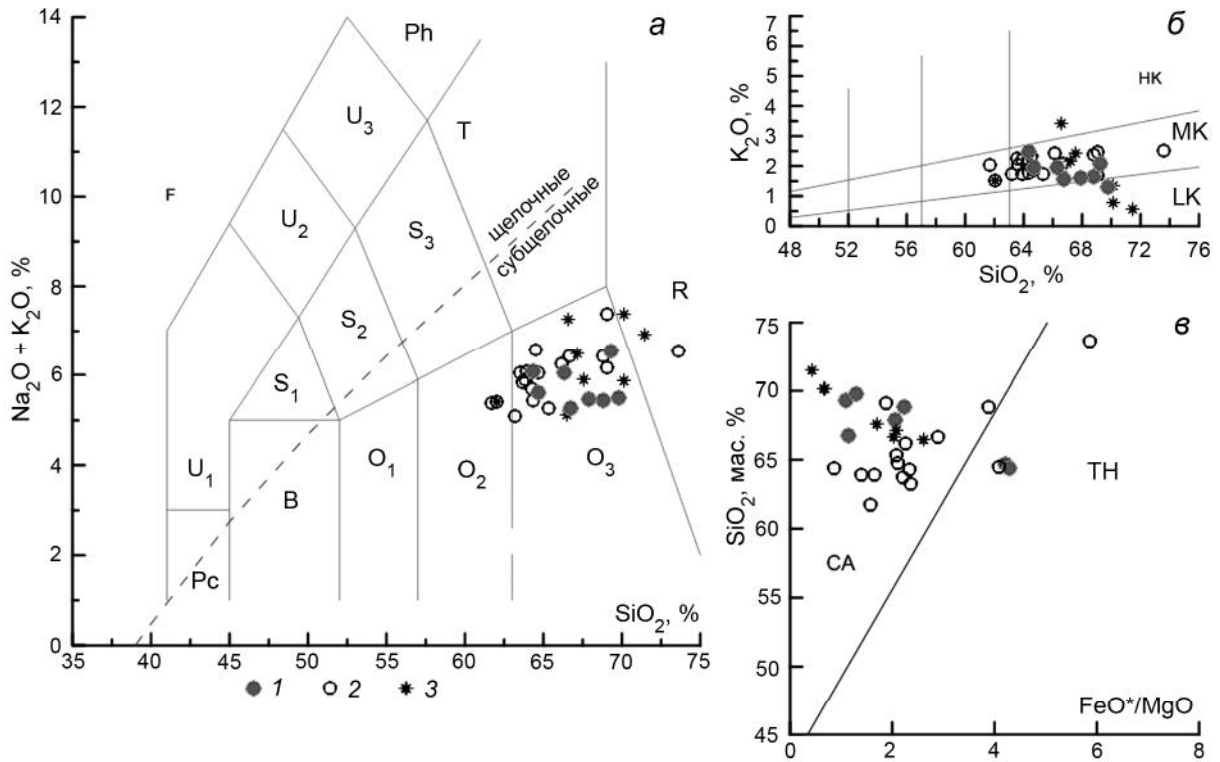 а
14
12
10
8
6
4
2
0
Na₂O + K₂O, %
Ph
U₃
T
F
U₂
S₃
щелочные
субщелочные
R
S₂
S₁
U₁
B
O₁
O₂
O₃
Pc
SiO₂, %
35 40 45 50 55 60 65 70 75
1 2 3
б
7
6
5
4
3
2
1
0
K₂O, %
HK
MK
LK
48 52 56 60 64 68 72 76
SiO₂, %
в
75
70
65
60
55
50
45
SiO₂, мас. %
CA
TH
FeO*/MgO
0 2 4 6 8